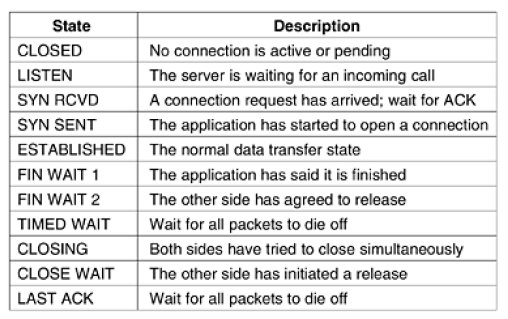 State Description
CLOSED No connection is active or pending
LISTEN The server is waiting for an incoming call
SYN RCVD A connection request has arrived; wait for ACK
SYN SENT The application has started to open a connection
ESTABLISHED The normal data transfer state
FIN WAIT 1 The application has said it is finished
FIN WAIT 2 The other side has agreed to release
TIMED WAIT Wait for all packets to die off
CLOSING Both sides have tried to close simultaneously
CLOSE WAIT The other side has initiated a release
LAST ACK Wait for all packets to die off